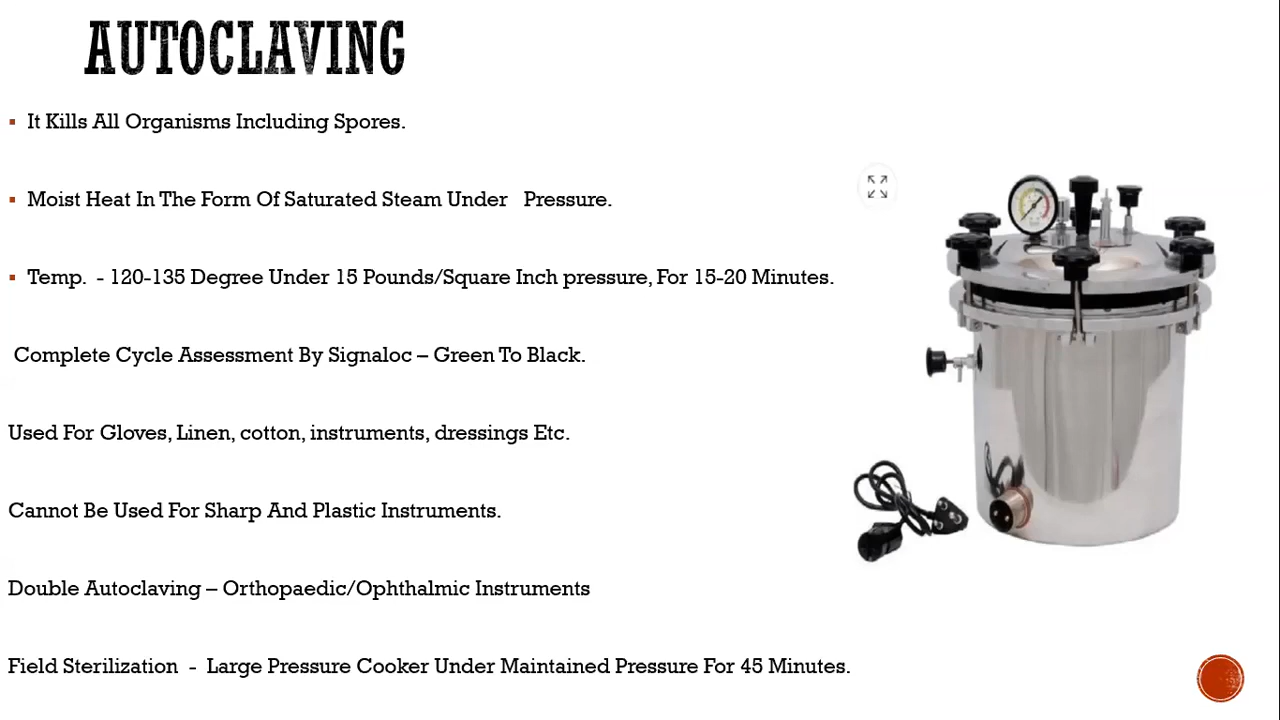 AUTOCLAVING
It Kills All Organisms Including Spores.
Moist Heat In The Form Of Saturated Steam Under Pressure.
Temp. - 120-135 Degree Under 15 Pounds/Square Inch pressure, For 15-20 Minutes.
Complete Cycle Assessment By Signaloc – Green To Black.
Used For Gloves, Linen, cotton, instruments, dressings Etc.
Cannot Be Used For Sharp And Plastic Instruments.
Double Autoclaving – Orthopaedic/Ophthalmic Instruments
Field Sterilization - Large Pressure Cooker Under Maintained Pressure For 45 Minutes.